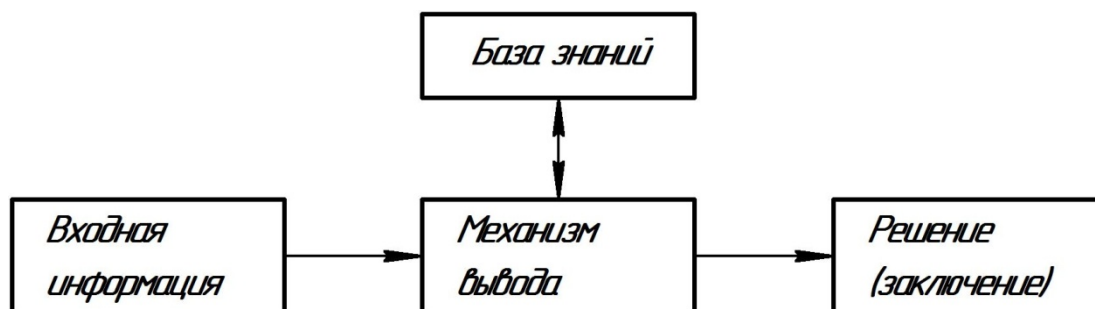 База знаний
Входная
информация
Механизм
вывода
Решение
(заключение)